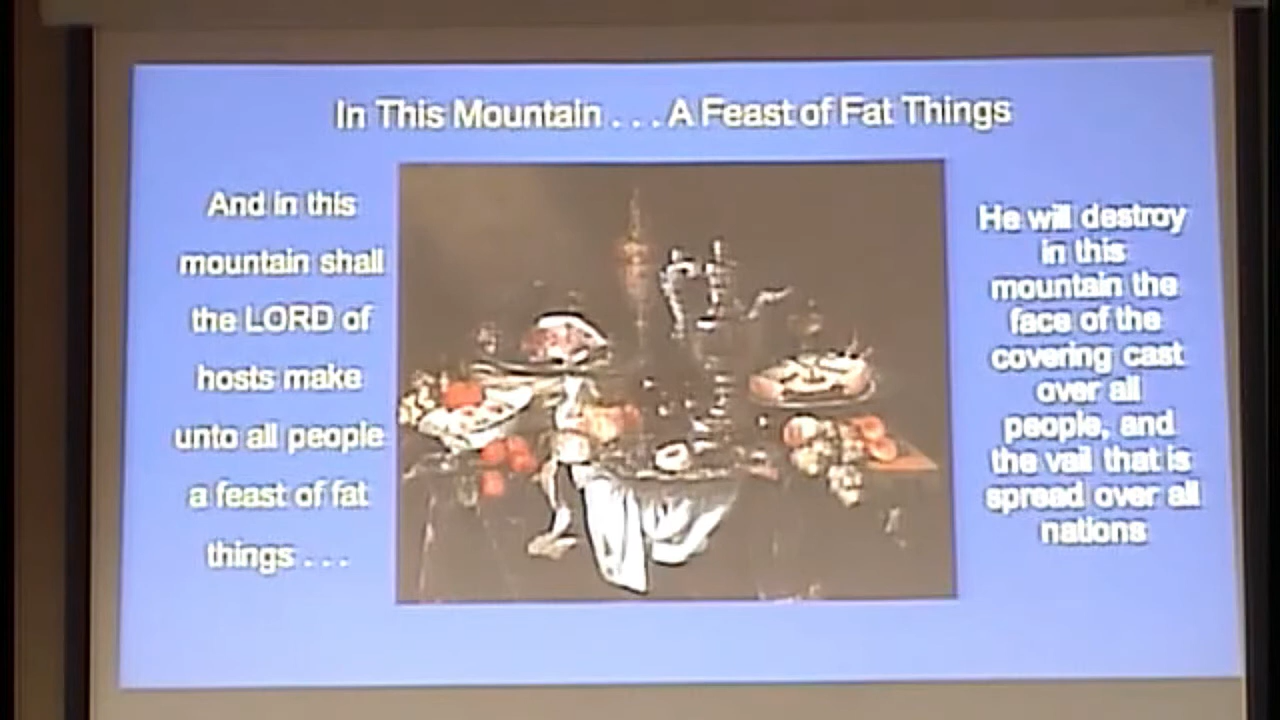 In This Mountain . . . A Feast of Fat Things
And in this
mountain shall
the LORD of
hosts make
unto all people
a feast of fat
things . . .
He will destroy
in this
mountain the
face of the
covering cast
over all
people, and
the vail that is
spread over all
nations